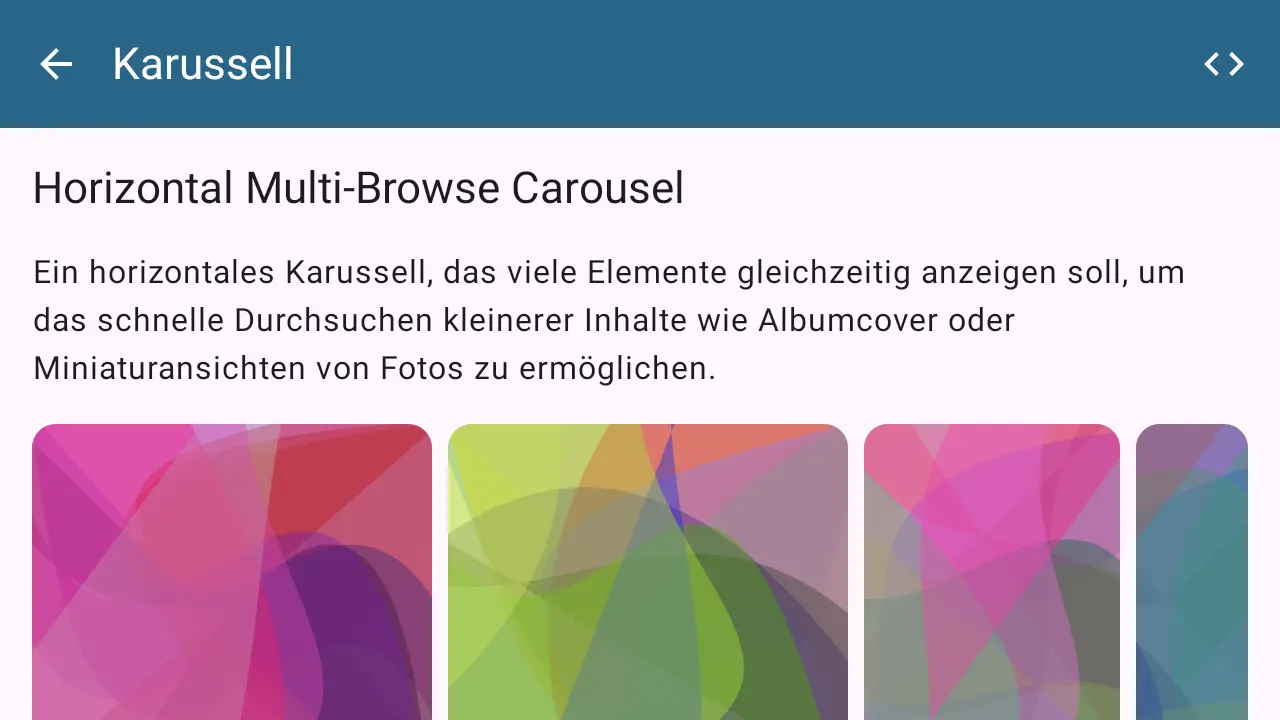 Karussell
Horizontal Multi-Browse Carousel
Ein horizontales Karussell, das viele Elemente gleichzeitig anzeigen soll, um
das schnelle Durchsuchen kleinerer Inhalte wie Albumcover oder
Miniaturansichten von Fotos zu ermöglichen.